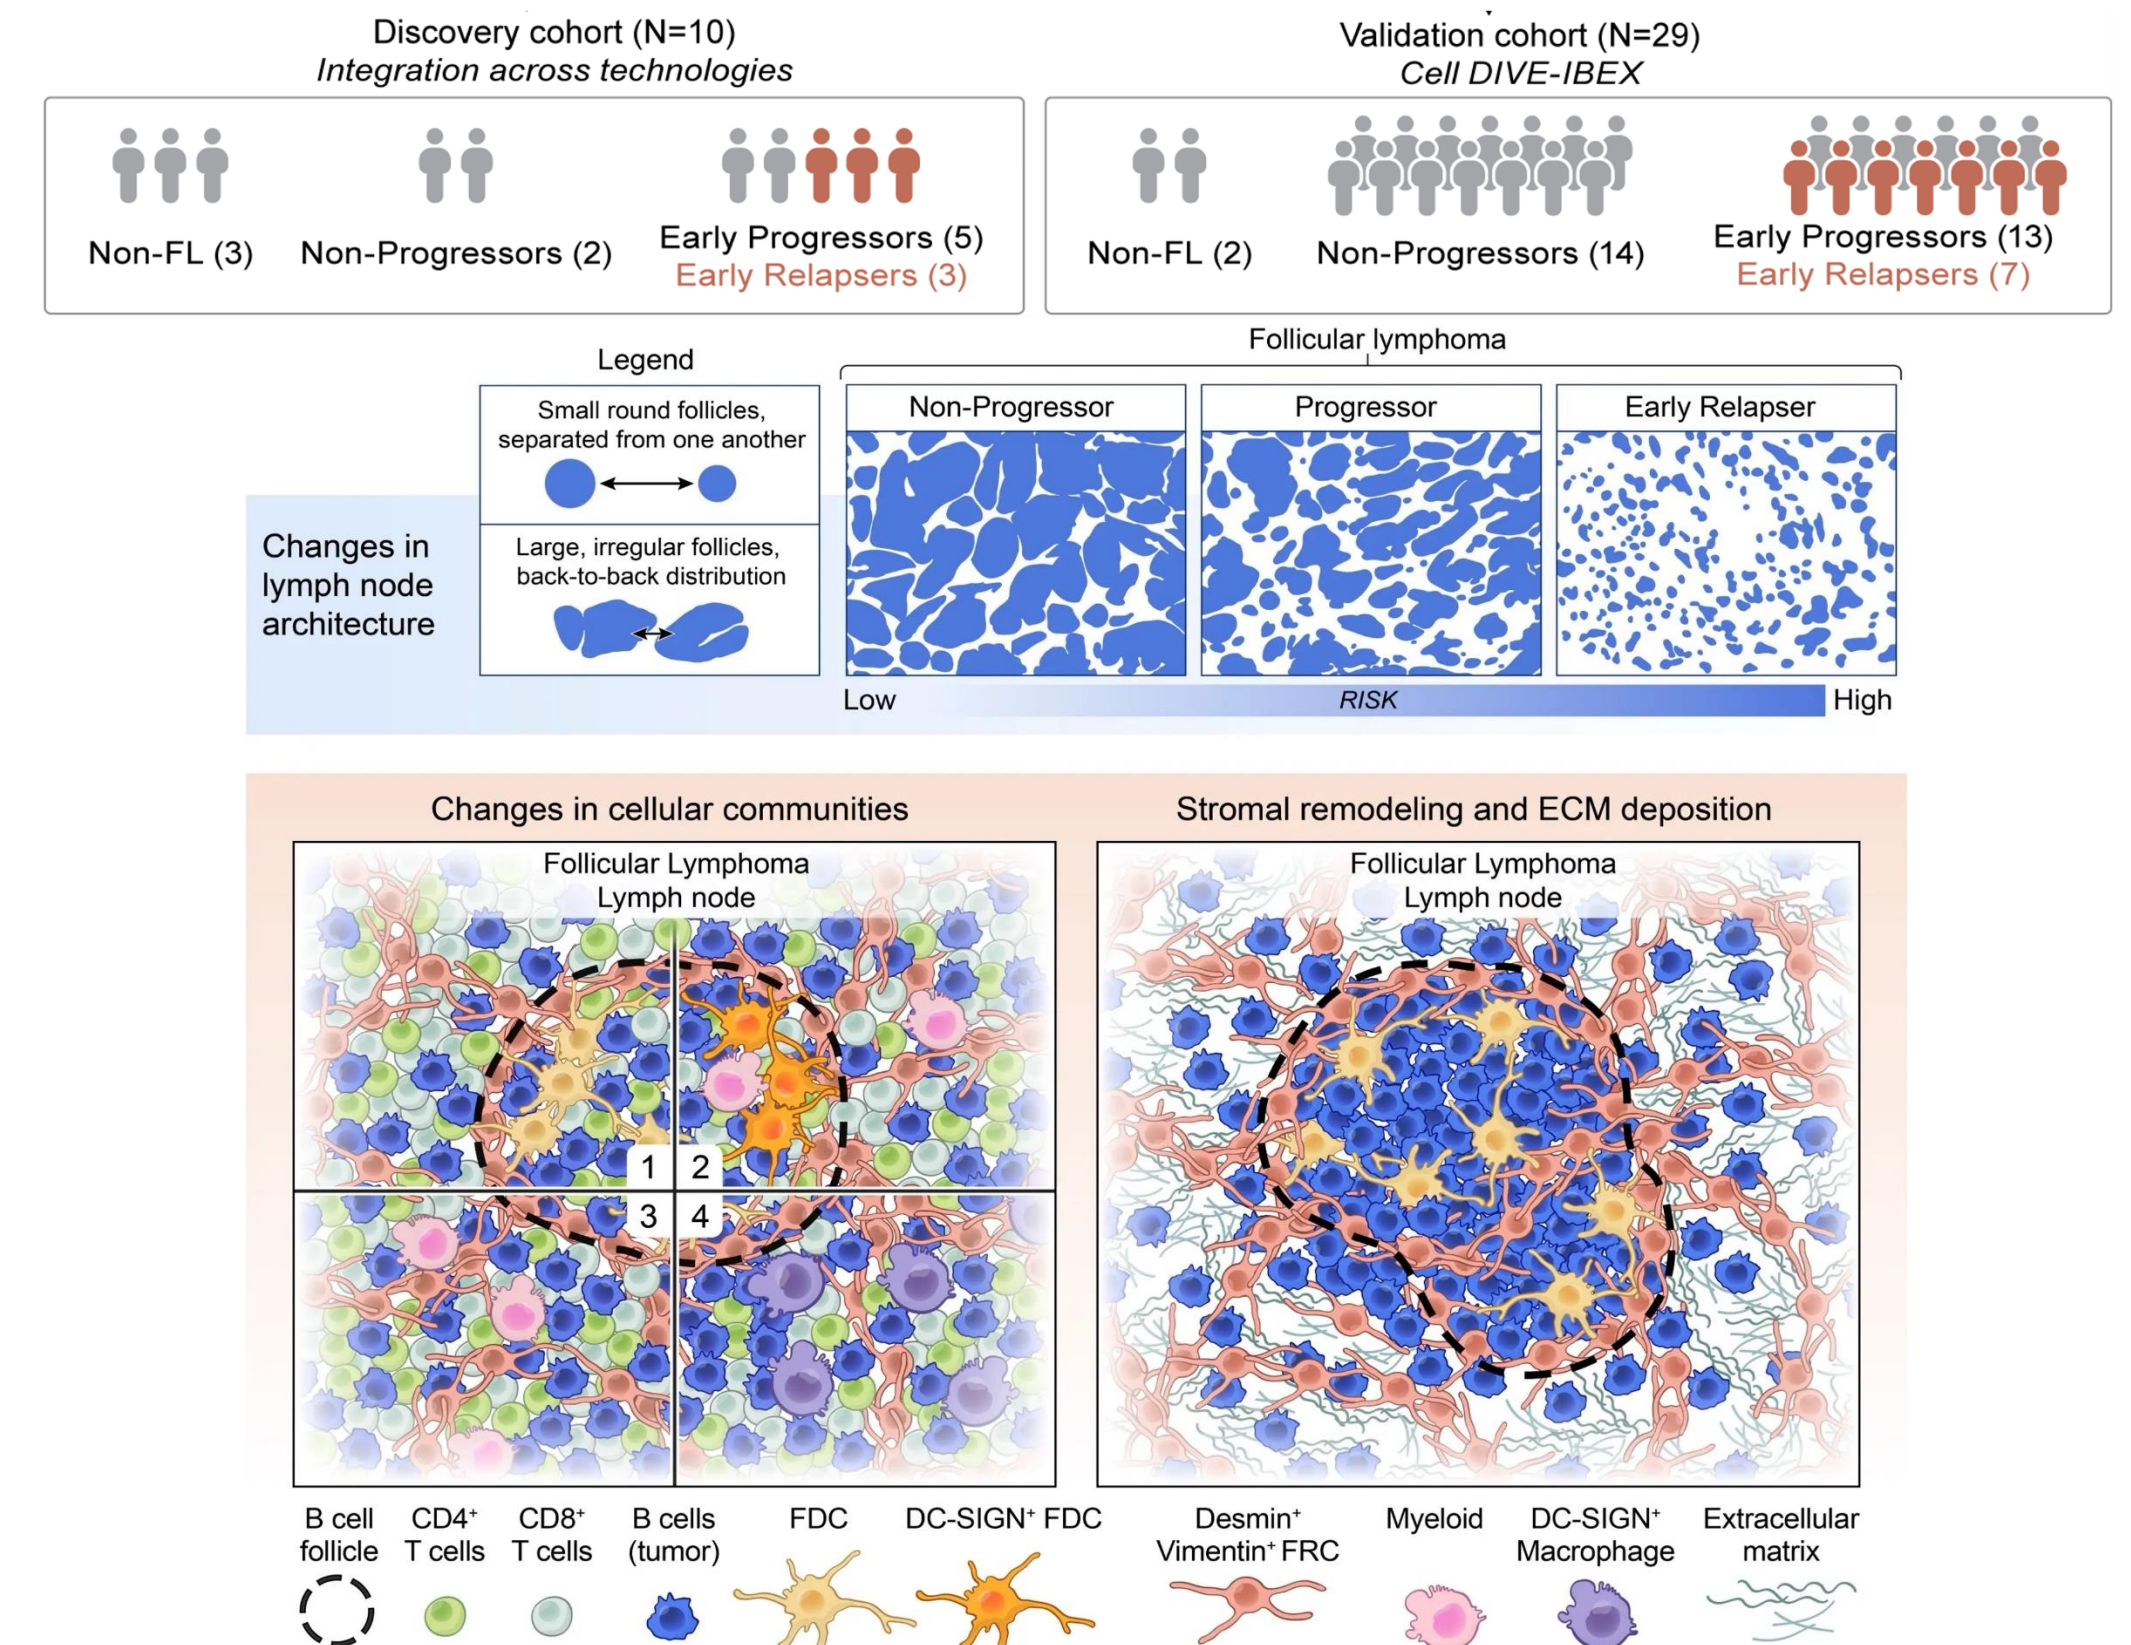 Discovery cohort (N=10)
Integration across technologies
Non-FL (3)
Non-Progressors (2)
Early Progressors (5)
Early Relapsers (3)
Validation cohort (N=29)
Cell DIVE-IBEX
Non-FL (2)
Non-Progressors (14)
Early Progressors (13)
Early Relapsers (7)
Changes in
lymph node
architecture
Legend
Small round follicles,
separated from one another
Large, irregular follicles,
back-to-back distribution
Follicular lymphoma
Non-Progressor
Progressor
Early Relapser
Low
RISK
High
Changes in cellular communities
Follicular Lymphoma
Lymph node
1
2
3
4
Stromal remodeling and ECM deposition
Follicular Lymphoma
Lymph node
B cell
follicle
CD4⁺
T cells
CD8⁺
T cells
B cells
(tumor)
FDC
DC-SIGN⁺ FDC
Desmin⁺
Vimentin⁺ FRC
Myeloid
DC-SIGN⁺
Macrophage
Extracellular
matrix